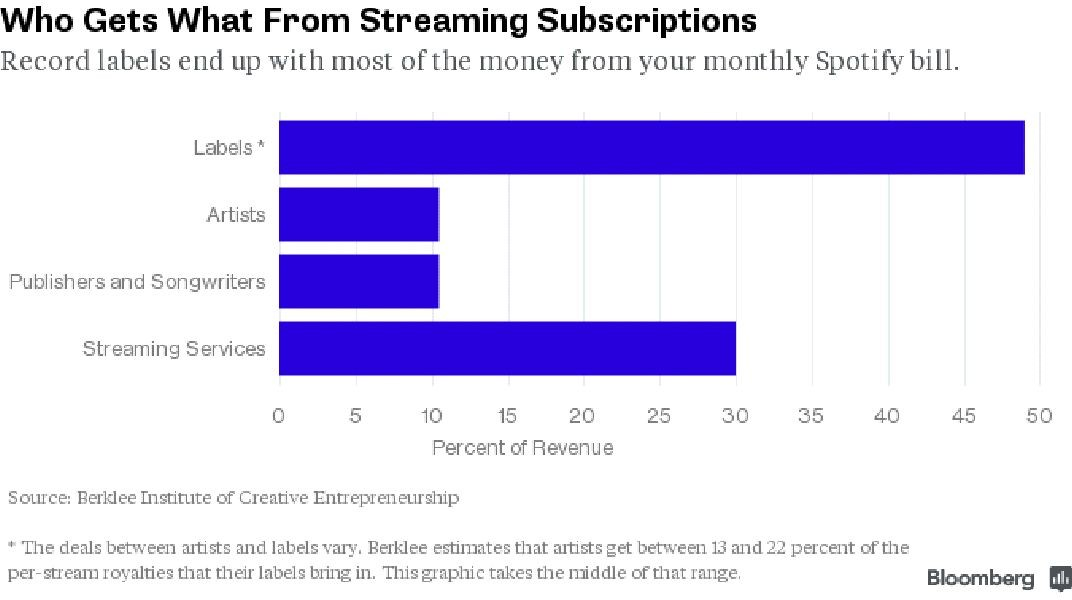 Who Gets What From Streaming Subscriptions
Record labels end up with most of the money from your monthly Spotify bill.
Labels *
Artists
Publishers and Songwriters
Streaming Services
0 5 10 15 20 25 30 35 40 45 50
Percent of Revenue
Source: Berklee Institute of Creative Entrepreneurship
* The deals between artists and labels vary. Berklee estimates that artists get between 13 and 22 percent of the
per-stream royalties that their labels bring in. This graphic takes the middle of that range.
Bloomberg